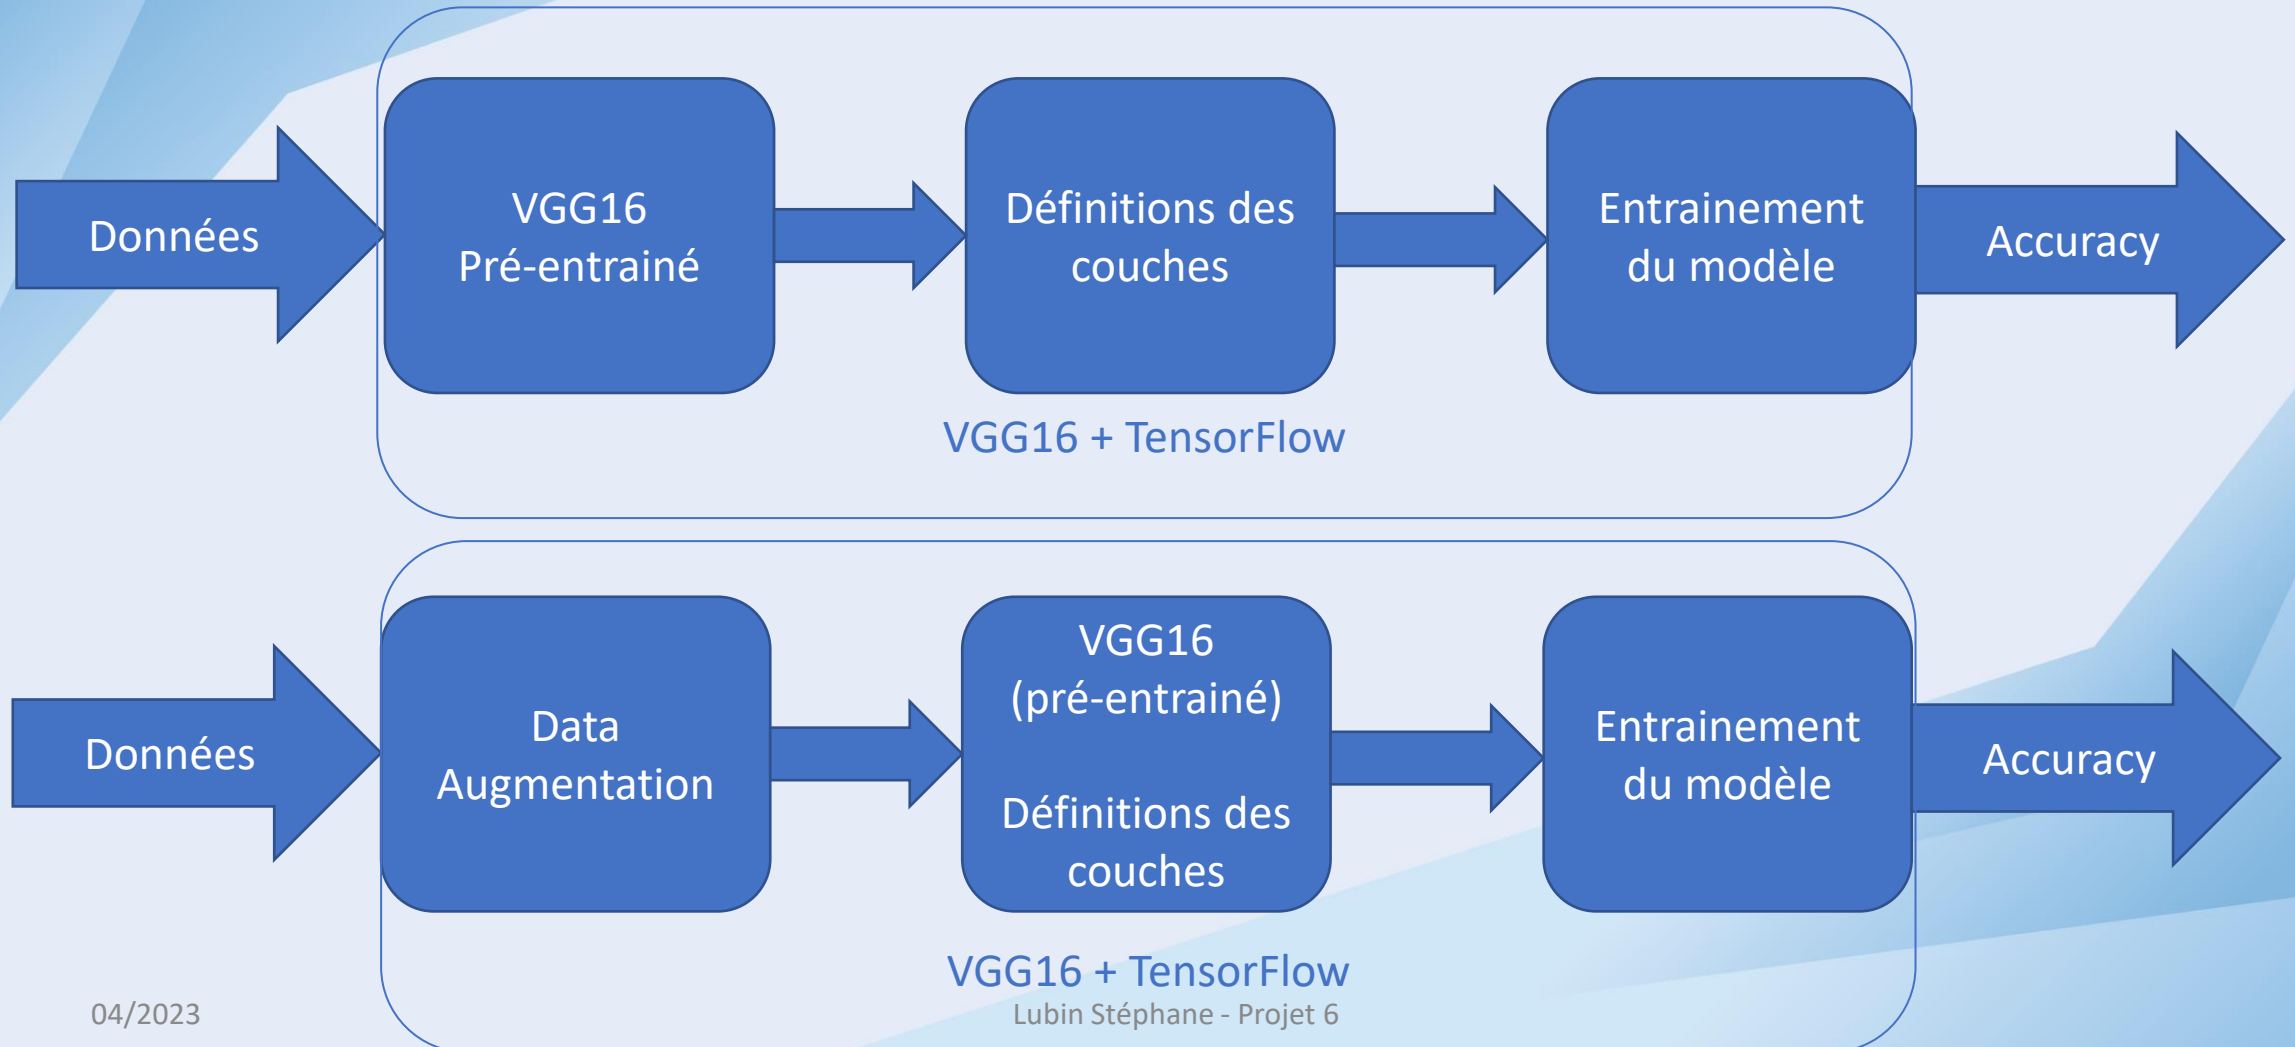 Données
VGG16
Pré-entrainé
Définitions des
couches
Entrainement
du modèle
Accuracy
VGG16 + TensorFlow
Données
Data
Augmentation
VGG16
(pré-entrainé)
Définitions des
couches
Entrainement
du modèle
Accuracy
VGG16 + TensorFlow
04/2023
Lubin Stéphane - Projet 6